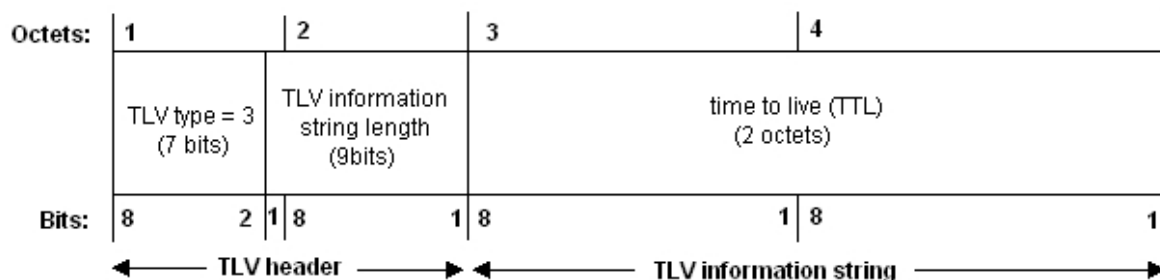 Octets: 1 2 3 4
TLV type = 3
(7 bits)
TLV information
string length
(9bits)
time to live (TTL)
(2 octets)
Bits: 8 2 1 8 1 8 1 8 1
TLV header
TLV information string